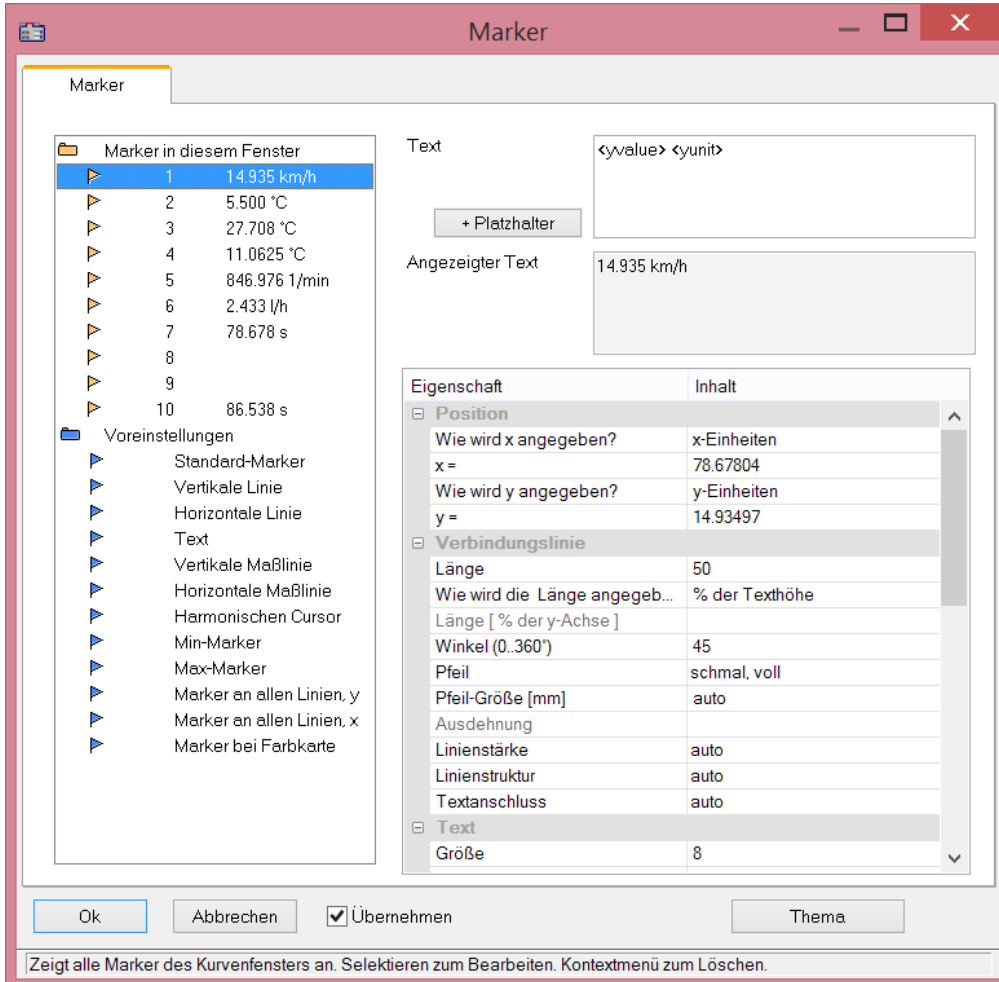 Marker
Marker
Marker in diesem Fenster
1 14.935 km/h
2 5.500 °C
3 27.708 °C
4 11.0625 °C
5 846.976 1/min
6 2.433 l/h
7 78.678 s
8
9
10 86.538 s
Voreinstellungen
Standard-Marker
Vertikale Linie
Horizontale Linie
Text
Vertikale Maßlinie
Horizontale Maßlinie
Harmonischen Cursor
Min-Marker
Max-Marker
Marker an allen Linien, y
Marker an allen Linien, x
Marker bei Farbkarte
Text
<yvalue> <yunit>
+ Platzhalter
Angezeigter Text
14.935 km/h
Eigenschaft Inhalt
Position
Wie wird x angegeben? x-Einheiten
x = 78.67804
Wie wird y angegeben? y-Einheiten
y = 14.93497
Verbindungslinie
Länge 50
Wie wird die Länge angegeb... % der Texthöhe
Länge [ % der y-Achse ]
Winkel (0..360°) 45
Pfeil schmal, voll
Pfeil-Größe [mm] auto
Ausdehnung
Linienstärke auto
Linienstruktur auto
Textanschluss auto
Text
Größe 8
Ok Abbrechen Übernehmen Thema
Zeigt alle Marker des Kurvenfensters an. Selektieren zum Bearbeiten. Kontextmenü zum Löschen.